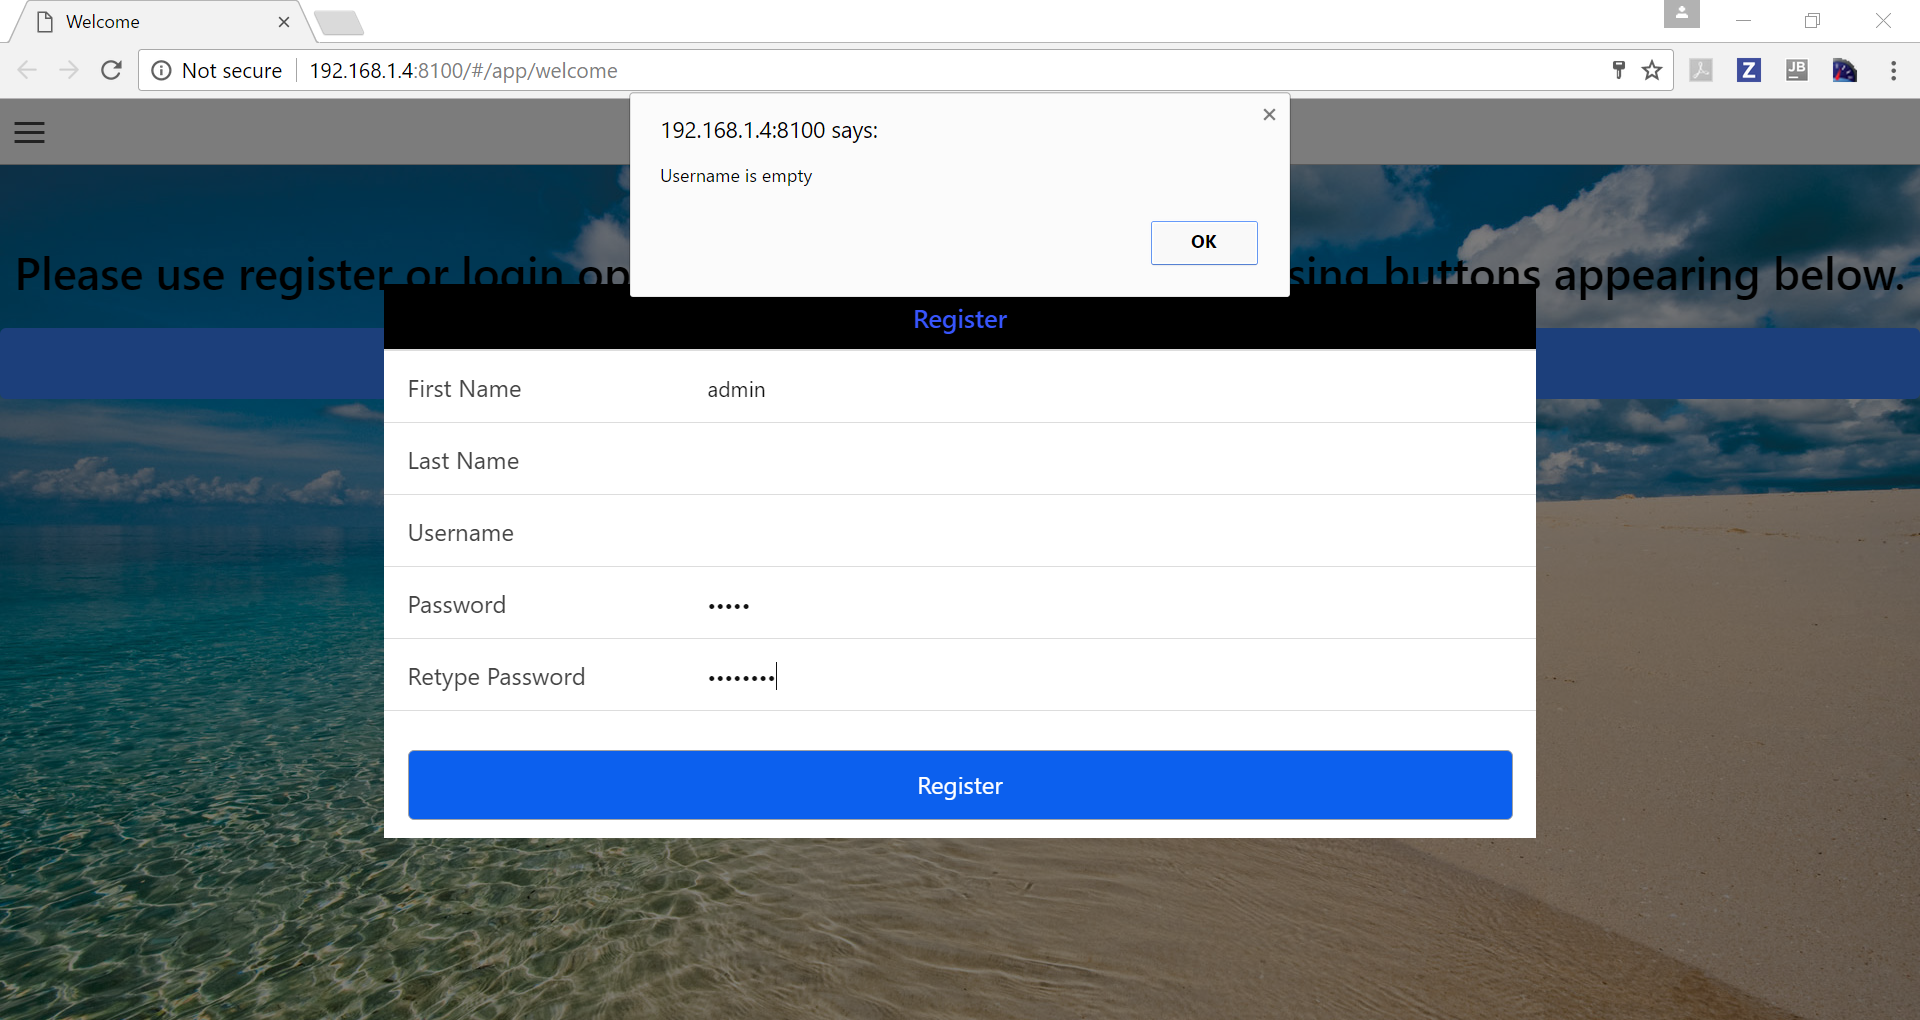 Welcome
Not secure
192.168.1.4:8100/#/app/welcome
Z
JB
192.168.1.4:8100 says:
Username is empty
OK
Please use register or login op
sing buttons appearing below.
Register
First Name
admin
Last Name
Username
Password
•••••
Retype Password
••••••••
Register